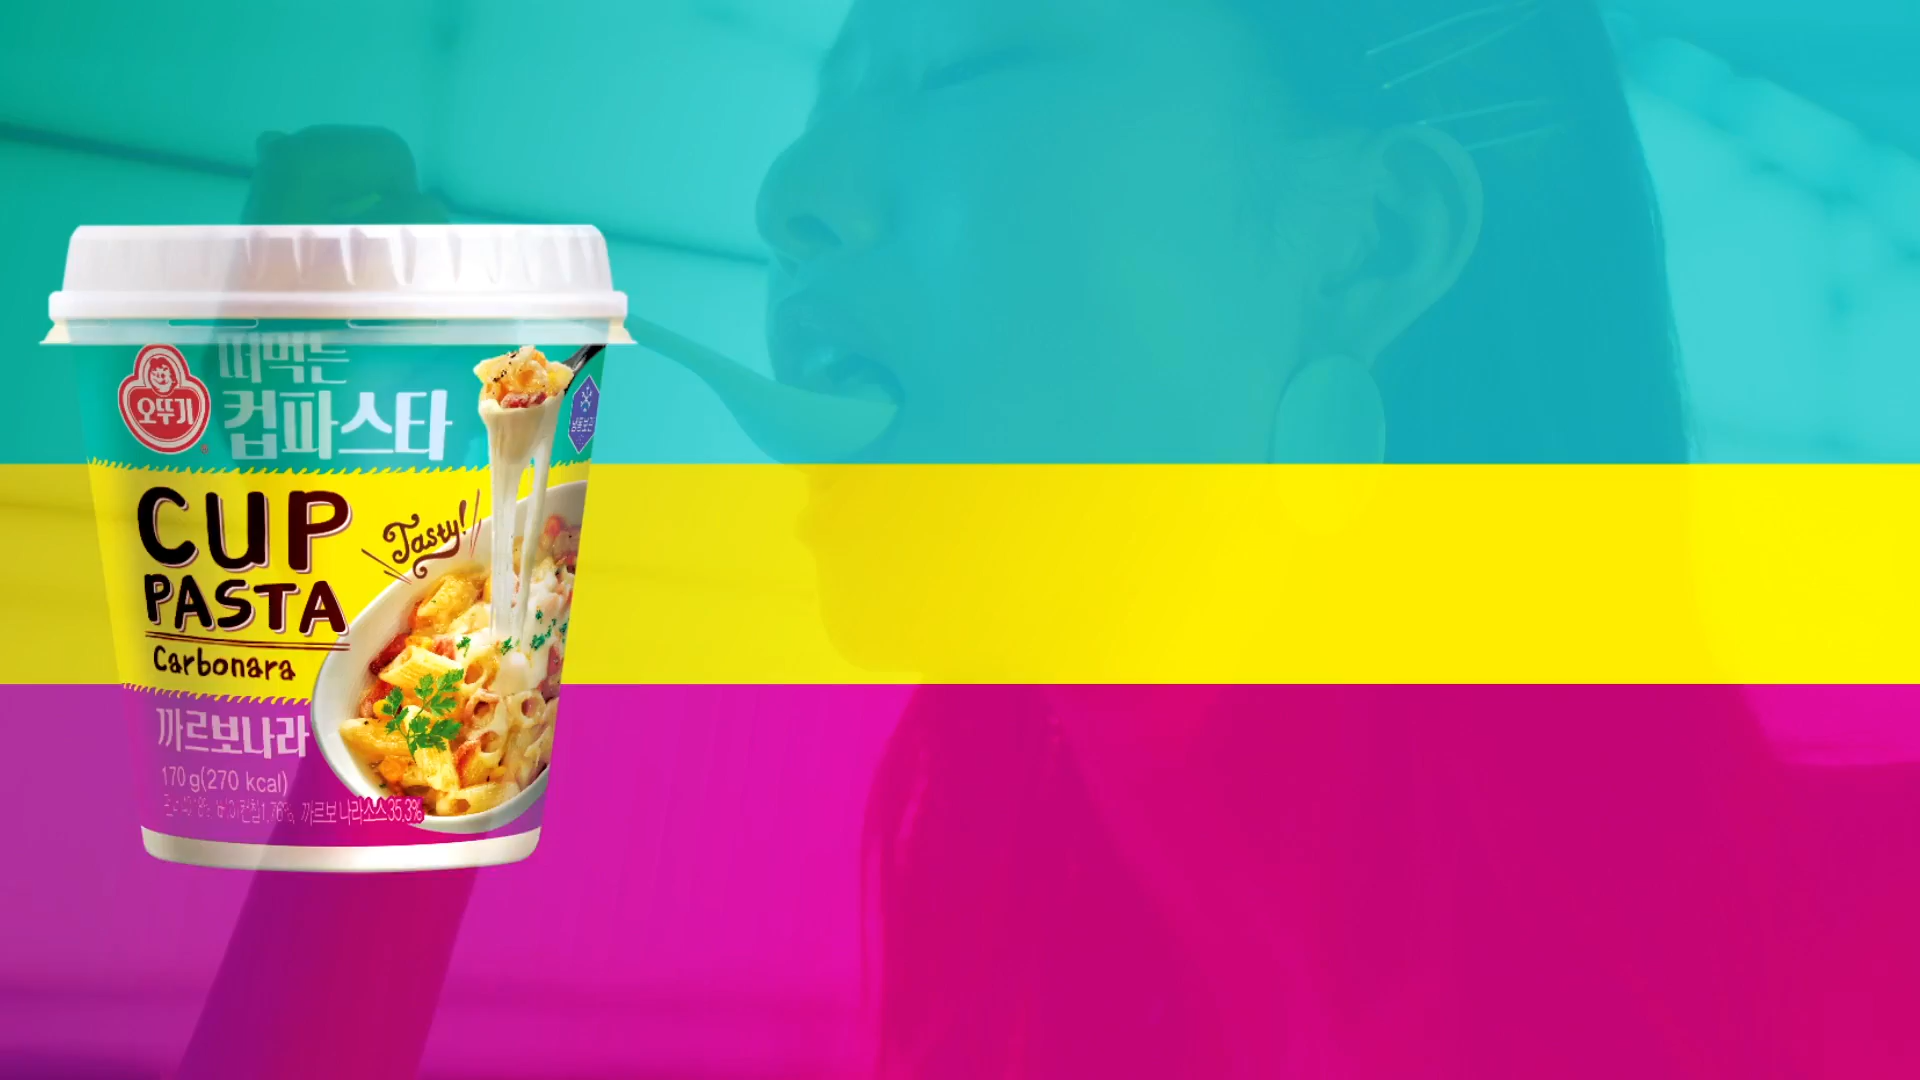 떠먹는
오뚜기
컵파스타
CUP
Tasty!
PASTA
Carbonara
까르보나라
170 g(270 kcal)
까르보나라소스35.3%